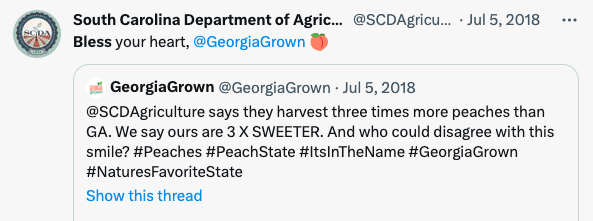 South Carolina Department of Agric... @SCDAgricu... · Jul 5, 2018 ···
Bless your heart, @GeorgiaGrown 🍑
GeorgiaGrown @GeorgiaGrown · Jul 5, 2018
@SCDAgriculture says they harvest three times more peaches than
GA. We say ours are 3 X SWEETER. And who could disagree with this
smile? #Peaches #PeachState #ItsInTheName #GeorgiaGrown
#NaturesFavoriteState
Show this thread